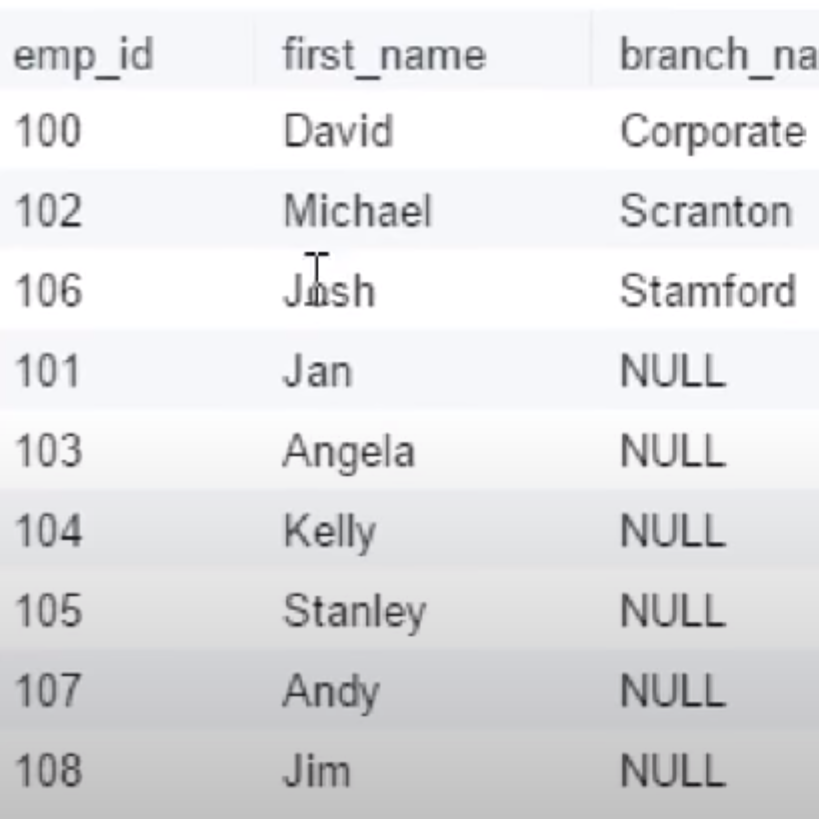 emp_id first_name branch_na
100 David Corporate
102 Michael Scranton
106 Josh Stamford
101 Jan NULL
103 Angela NULL
104 Kelly NULL
105 Stanley NULL
107 Andy NULL
108 Jim NULL